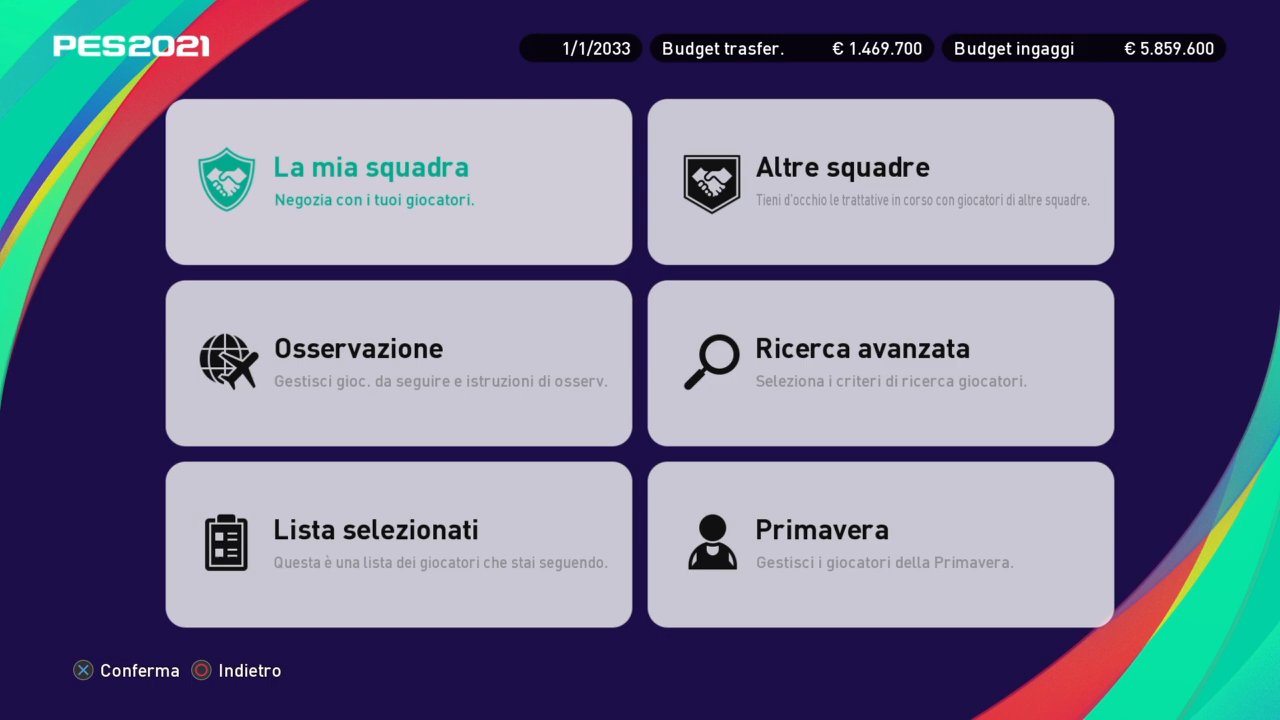 PES2021
1/1/2033
Budget trasfer. € 1.469.700
Budget ingaggi € 5.859.600
La mia squadra
Negozia con i tuoi giocatori.
Altre squadre
Tieni d'occhio le trattative in corso con giocatori di altre squadre.
Osservazione
Gestisci gioc. da seguire e istruzioni di osserv.
Ricerca avanzata
Seleziona i criteri di ricerca giocatori.
Lista selezionati
Questa è una lista dei giocatori che stai seguendo.
Primavera
Gestisci i giocatori della Primavera.
Conferma
Indietro